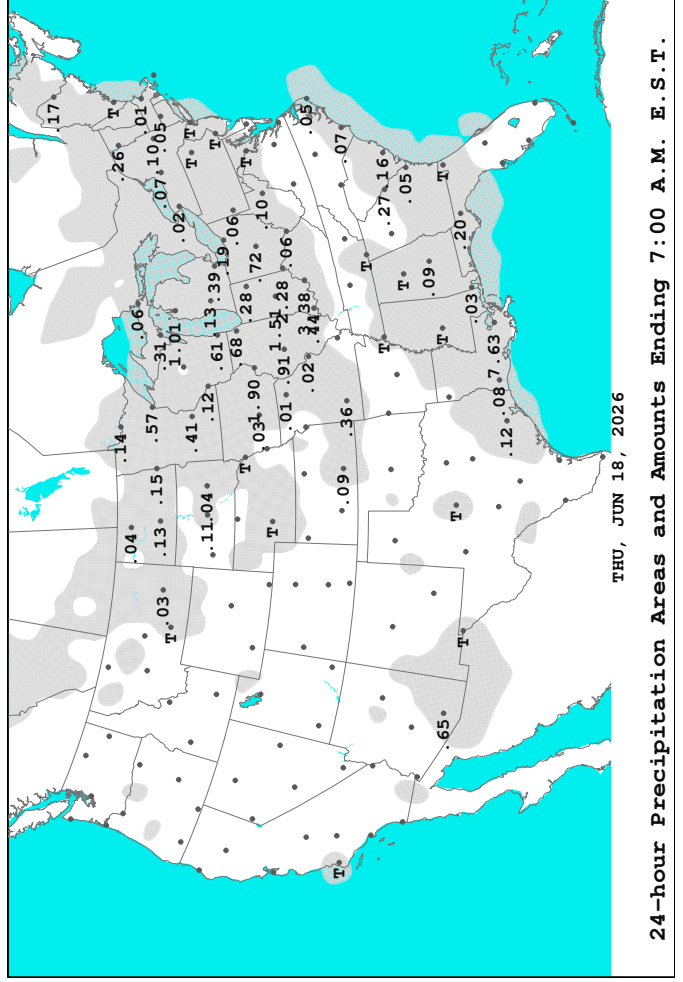 .17
T
.26
.14
.04
.06
.01
.57
.10
.15
.05
.13
.07
.31
.03
T
1.01
.02
T
T
.41
.11
.04
.12
.13
.39
T
.61
.19
.06
.68
T
.28
T
1.90
.72
.03
.10
T
1.51
2.28
.91
.01
.06
3.38
.05
.02
.44
T
.07
.09
.36
T
.16
.27
T
T
.05
.09
T
T
.65
T
.20
T
.03
7.63
.08
.12
THU, JUN 18, 2026
24-hour Precipitation Areas and Amounts Ending 7:00 A.M. E.S.T.